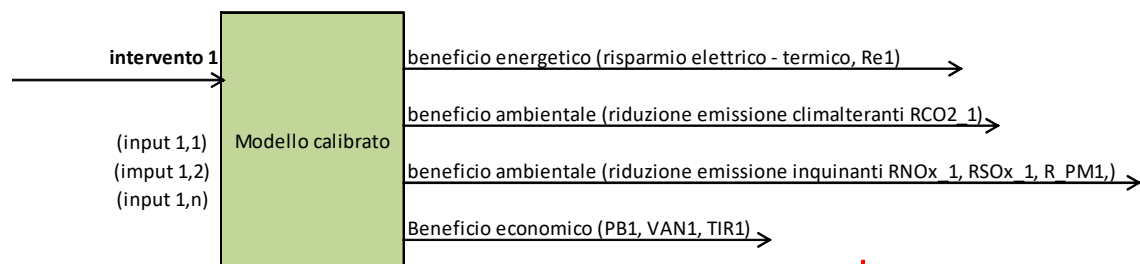 intervento 1
(input 1,1)
(imput 1,2)
(input 1,n)
Modello calibrato
beneficio energetico (risparmio elettrico - termico, Re1)
beneficio ambientale (riduzione emissione climalteranti RCO2_1)
beneficio ambientale (riduzione emissione inquinanti RNOx_1, RSOx_1, R_PM1,)
Beneficio economico (PB1, VAN1, TIR1)